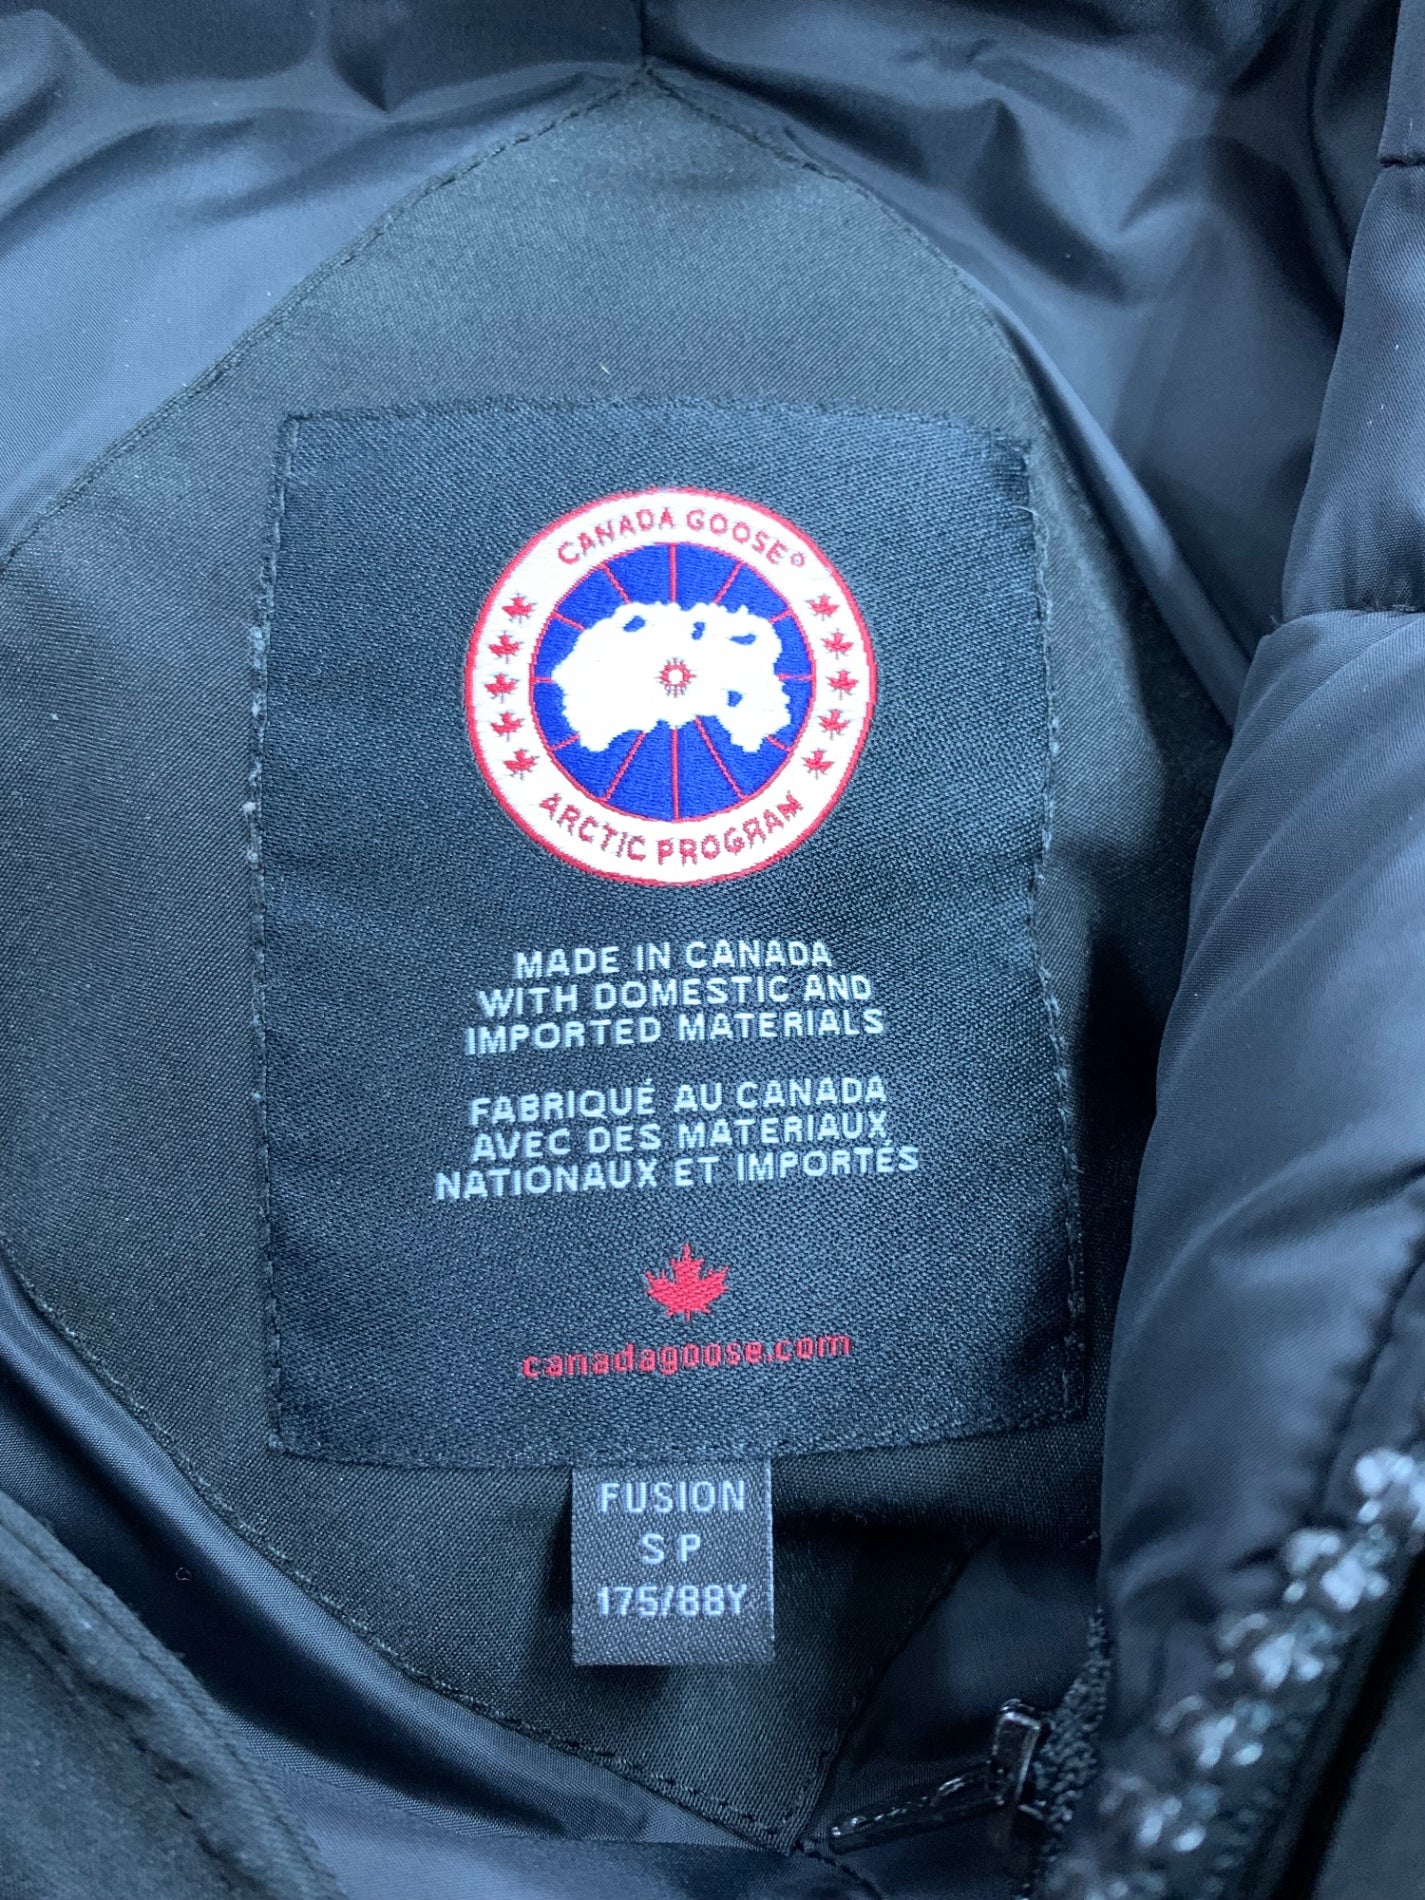 CANADA GOOSE®
ARCTIC PROGRAM
MADE IN CANADA
WITH DOMESTIC AND
IMPORTED MATERIALS
FABRIQUÉ AU CANADA
AVEC DES MATERIAUX
NATIONAUX ET IMPORTÉS
canadagoose.com
FUSION
S P
175/88Y